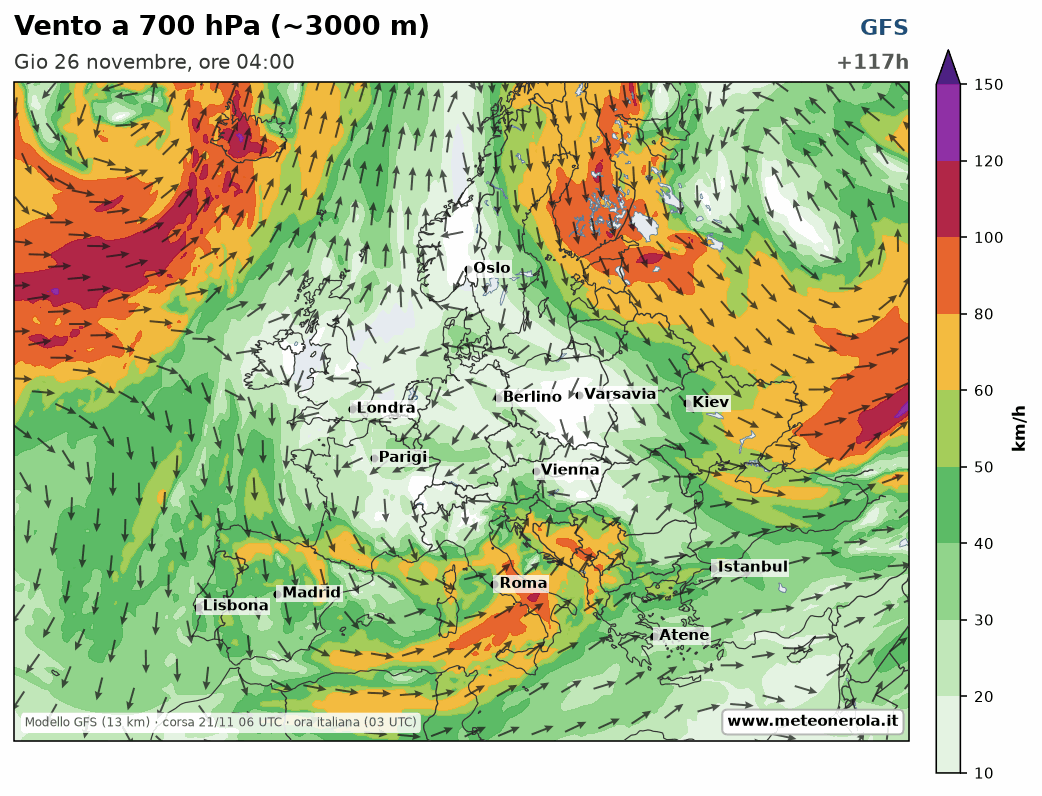 Vento a 700 hPa (~3000 m)
GFS
Gio 26 novembre, ore 04:00
+117h
150
120
100
80
60
50
40
30
20
10
km/h
Oslo
Londra
Berlino
Varsavia
Kiev
Parigi
Vienna
Istanbul
Roma
Madrid
Lisbona
Atene
Modello GFS (13 km) · corsa 21/11 06 UTC · ora italiana (03 UTC)
www.meteonerola.it